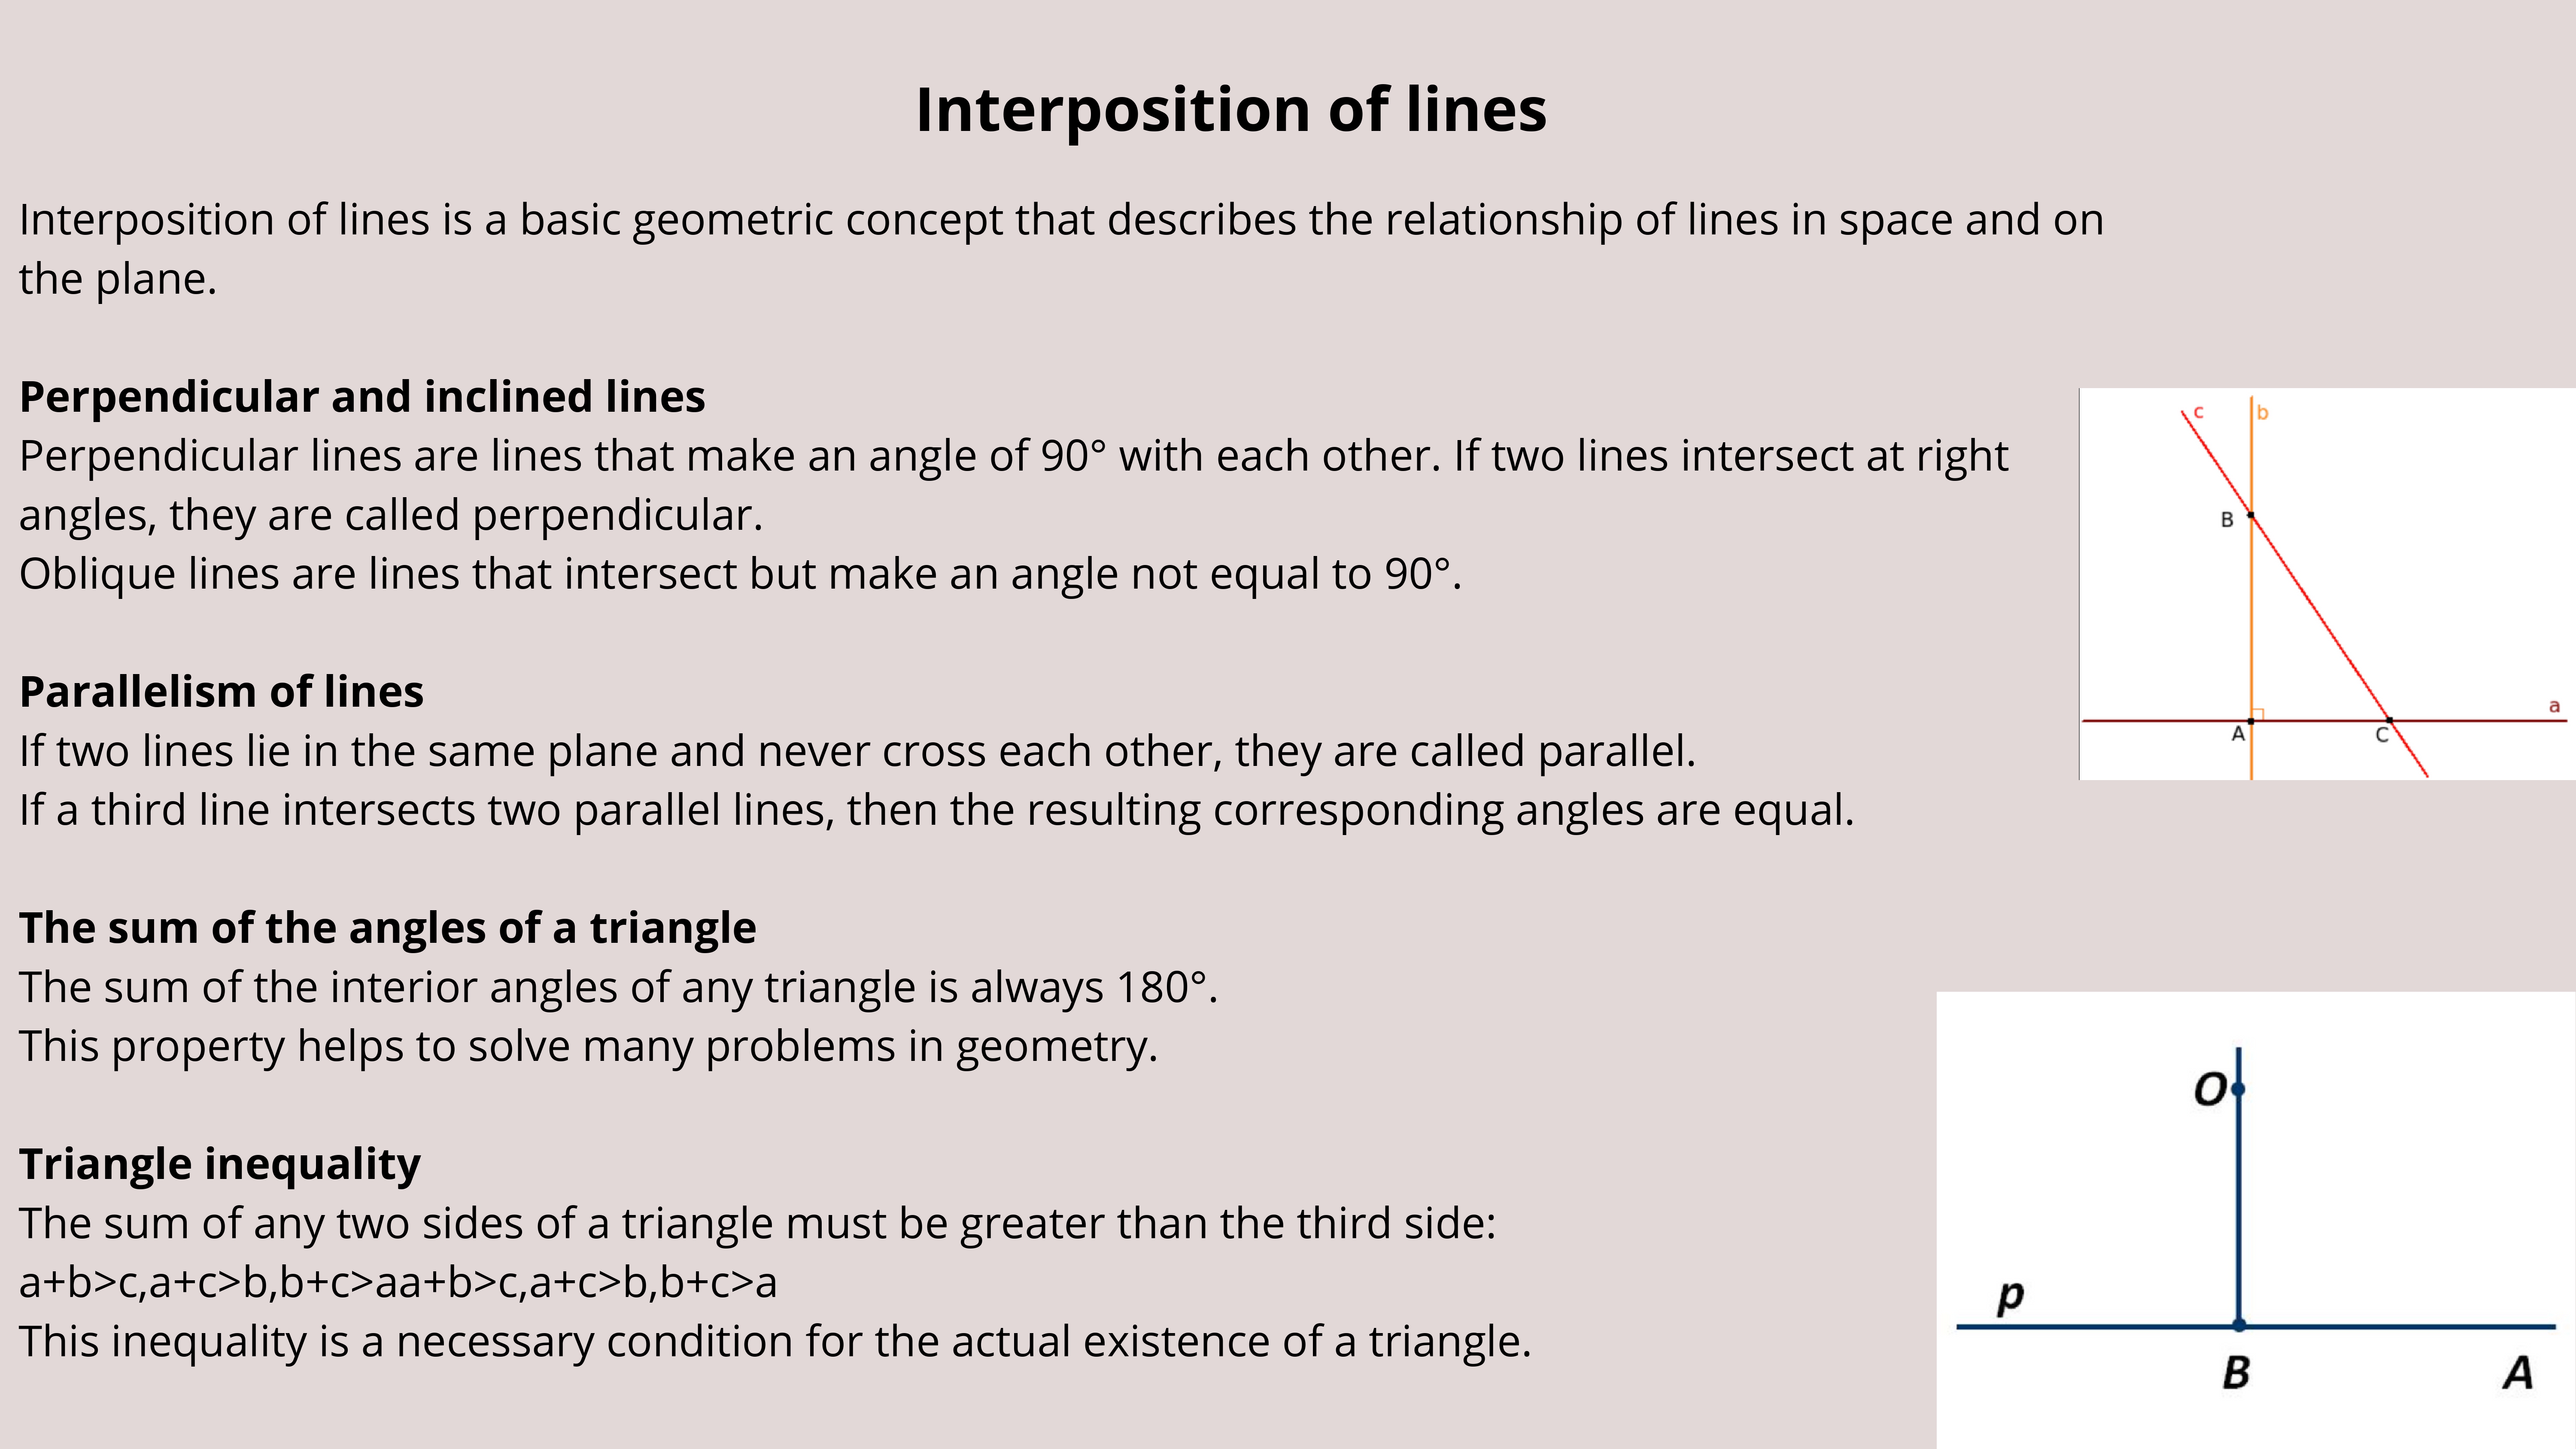 Interposition of lines
Interposition of lines is a basic geometric concept that describes the relationship of lines in space and on
the plane.
Perpendicular and inclined lines
Perpendicular lines are lines that make an angle of 90° with each other. If two lines intersect at right
angles, they are called perpendicular.
Oblique lines are lines that intersect but make an angle not equal to 90°.
Parallelism of lines
If two lines lie in the same plane and never cross each other, they are called parallel.
If a third line intersects two parallel lines, then the resulting corresponding angles are equal.
The sum of the angles of a triangle
The sum of the interior angles of any triangle is always 180°.
This property helps to solve many problems in geometry.
Triangle inequality
The sum of any two sides of a triangle must be greater than the third side:
a+b>c,a+c>b,b+c>aa+b>c,a+c>b,b+c>a
This inequality is a necessary condition for the actual existence of a triangle.
c b
B
a
A C
O
p
B A